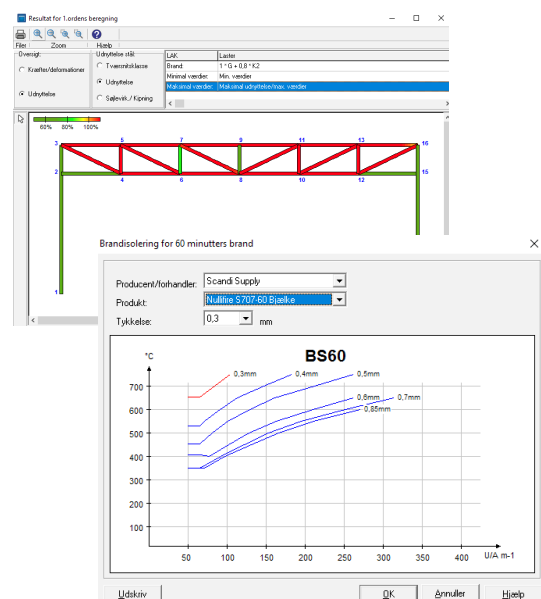 Resultat for 1.ordens beregning
Filer Zoom Hjælp
Oversigt:
Kræfter/deformationer
Udnyttelse
Udnyttelse stål:
Tværsnitsklasse
Udnyttelse
Søjlevirk./ Kipning
LAK Laster
Brand: 1 * G + 0,8 * K2
Minimal værdier: Min. værdier
Maksimal værdier: Maksimal udnyttelse/max. værdier
60% 80% 100%
3 5 7 9 11 13 16
2 4 6 8 10 12 15
1
Brandisolering for 60 minutters brand
Producent/forhandler: Scandi Supply
Produkt: Nullifire S707-60 Bjælke
Tykkelse: 0,3 mm
BS60
°C
0,3mm 0,4mm 0,5mm
700
0,6mm 0,7mm
600
0,85mm
500
400
300
200
100
50 100 150 200 250 300 350 400 U/A m-1
Udskriv OK Annuller Hjælp